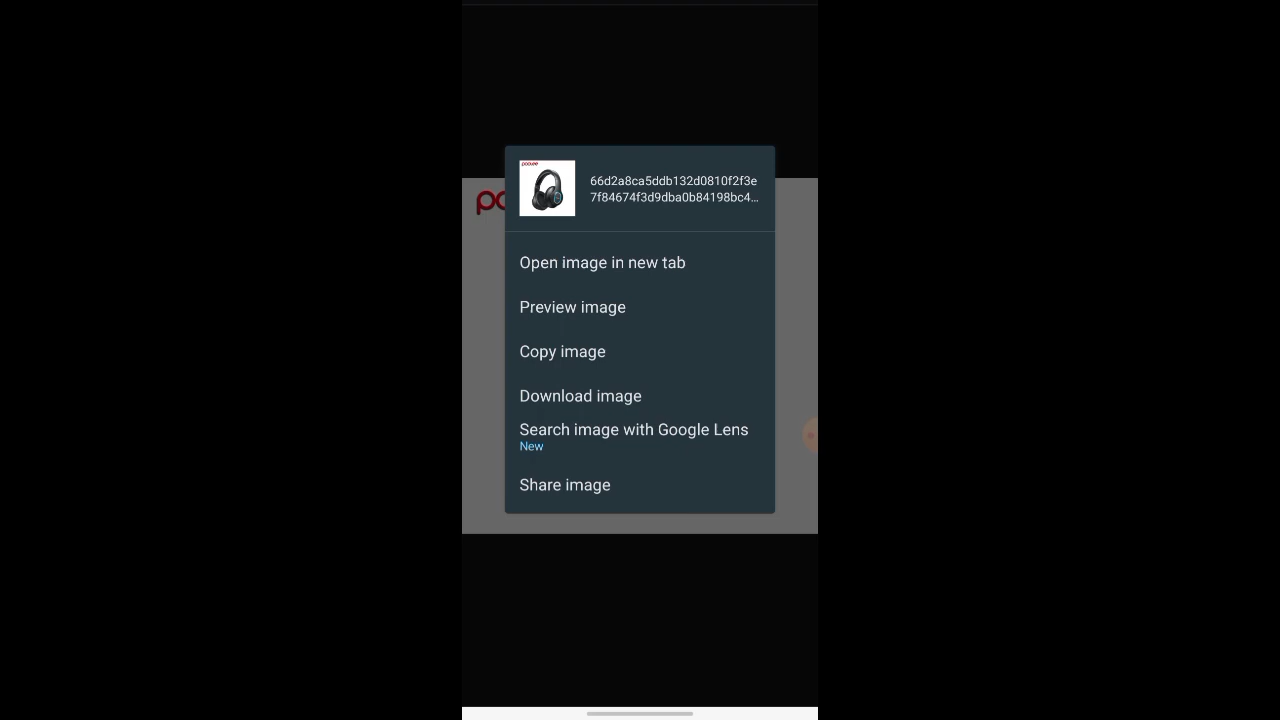 66d2a8ca5ddb132d0810f2f3e
7f84674f3d9dba0b84198bc4…
Open image in new tab
Preview image
Copy image
Download image
Search image with Google Lens
New
Share image